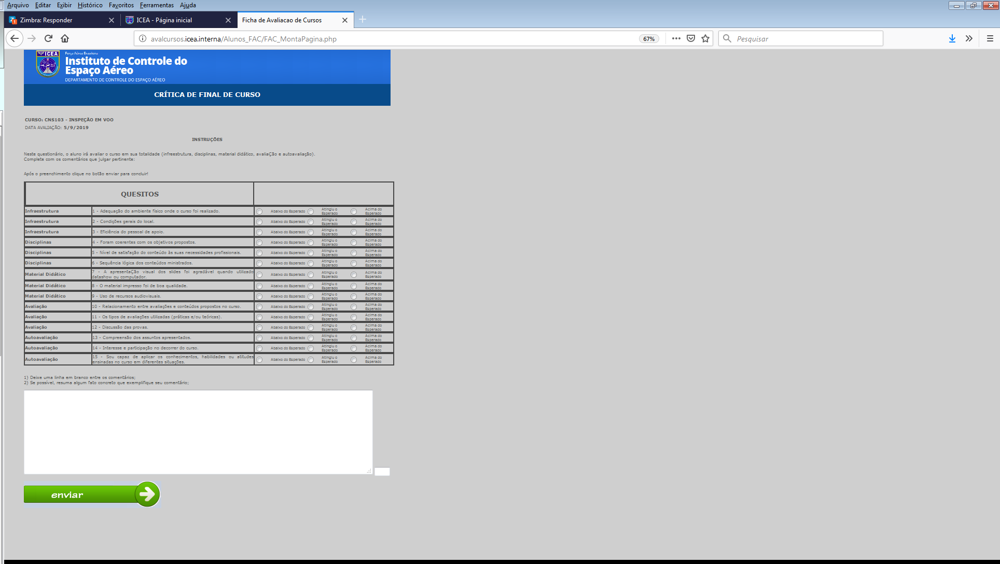 Arquivo Editar Exibir Histórico Favoritos Ferramentas Ajuda
Zimbra: Responder
ICEA - Página inicial
Ficha de Avaliacao de Cursos
avalcursos.icea.interna/Alunos_FAC/FAC_MontaPagina.php
67%
Pesquisar
ICEA
Força Aérea Brasileira
Instituto de Controle do
Espaço Aéreo
DEPARTAMENTO DE CONTROLE DO ESPAÇO AÉREO
CRÍTICA DE FINAL DE CURSO
CURSO: CNS103 - INSPEÇÃO EM VOO
DATA AVALIAÇÃO: 5/9/2019
INSTRUÇÕES
Neste questionário, o aluno irá avaliar o curso em sua totalidade (infreestrutura, disciplinas, material didático, avaliaÇão e autoavaliação).
Complete com os comentários que julgar pertinente:
Após o preenchimento clique no botão enviar para concluir!
QUESITOS
Infraestrutura 1 - Adequação do ambiente físico onde o curso foi realizado. Abaixo do Esperado Atingiu o Esperado Acima do Esperado
Infraestrutura 2 - Condições gerais do local. Abaixo do Esperado Atingiu o Esperado Acima do Esperado
Infraestrutura 3 - Eficiência do pessoal de apoio. Abaixo do Esperado Atingiu o Esperado Acima do Esperado
Disciplinas 4 - Foram coerentes com os objetivos propostos. Abaixo do Esperado Atingiu o Esperado Acima do Esperado
Disciplinas 5 - Nível de satisfação do conteúdo às suas necessidades profissionais. Abaixo do Esperado Atingiu o Esperado Acima do Esperado
Disciplinas 6 - Sequência lógica dos conteúdos ministrados. Abaixo do Esperado Atingiu o Esperado Acima do Esperado
Material Didático 7 - A apresentaÇão visual dos slides foi agradável quando utilizado datashow ou computador. Abaixo do Esperado Atingiu o Esperado Acima do Esperado
Material Didático 8 - O material impresso foi de boa qualidade. Abaixo do Esperado Atingiu o Esperado Acima do Esperado
Material Didático 9 - Uso de recursos audiovisuais. Abaixo do Esperado Atingiu o Esperado Acima do Esperado
Avaliação 10 - Relacionamento entre avaliações e conteúdos propostos no curso. Abaixo do Esperado Atingiu o Esperado Acima do Esperado
Avaliação 11 - Os tipos de avaliações utilizadas (práticas e/ou teóricas). Abaixo do Esperado Atingiu o Esperado Acima do Esperado
Avaliação 12 - Discussão das provas. Abaixo do Esperado Atingiu o Esperado Acima do Esperado
Autoavaliação 13 - Compreensão dos assuntos apresentados. Abaixo do Esperado Atingiu o Esperado Acima do Esperado
Autoavaliação 14 - Interesse e participação no decorrer do curso. Abaixo do Esperado Atingiu o Esperado Acima do Esperado
Autoavaliação 15 - Sou capaz de aplicar os conhecimentos, habilidades ou atitudes ensinadas no curso em diferentes situações. Abaixo do Esperado Atingiu o Esperado Acima do Esperado
1) Deixe uma linha em branco entre os comentários;
2) Se possível, resuma algum fato concreto que exemplifique seu comentário;
enviar